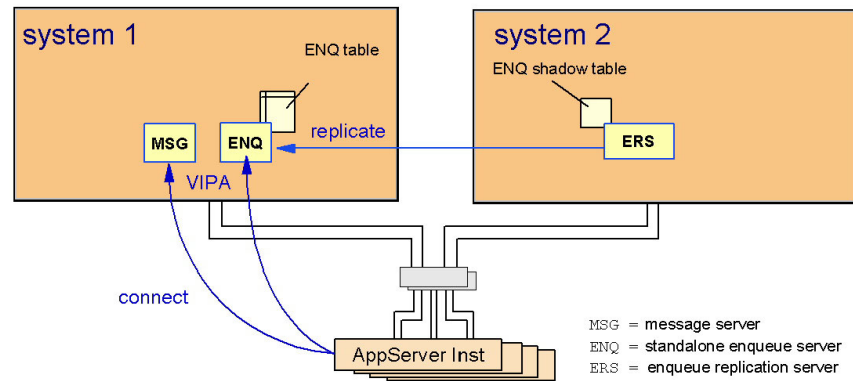 system 1
ENQ table
MSG
ENQ
replicate
VIPA
system 2
ENQ shadow table
ERS
connect
AppServer Inst
MSG = message server
ENQ = standalone enqueue server
ERS = enqueue replication server